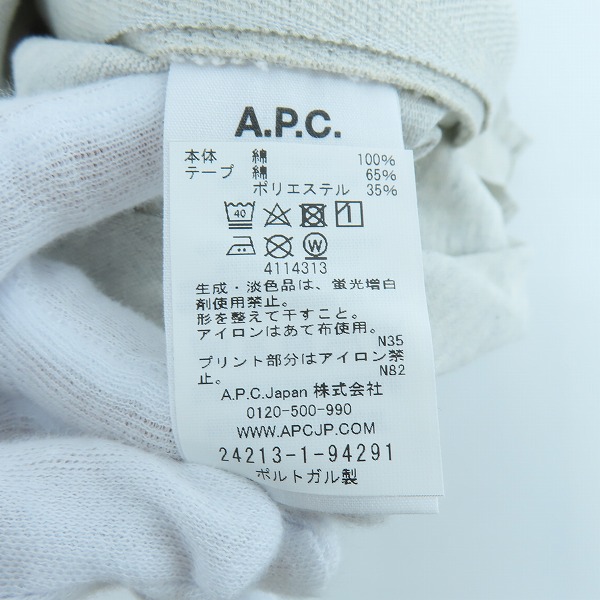 A.P.C.
本体 綿 100%
テープ 綿 65%
ポリエステル 35%
40
W
4114313
生成・淡色品は、蛍光増白
剤使用禁止。
形を整えて干すこと。
アイロンはあて布使用。
N35
プリント部分はアイロン禁
止。 N82
A.P.C.Japan 株式会社
0120-500-990
WWW.APCJP.COM
24213-1-94291
ポルトガル製